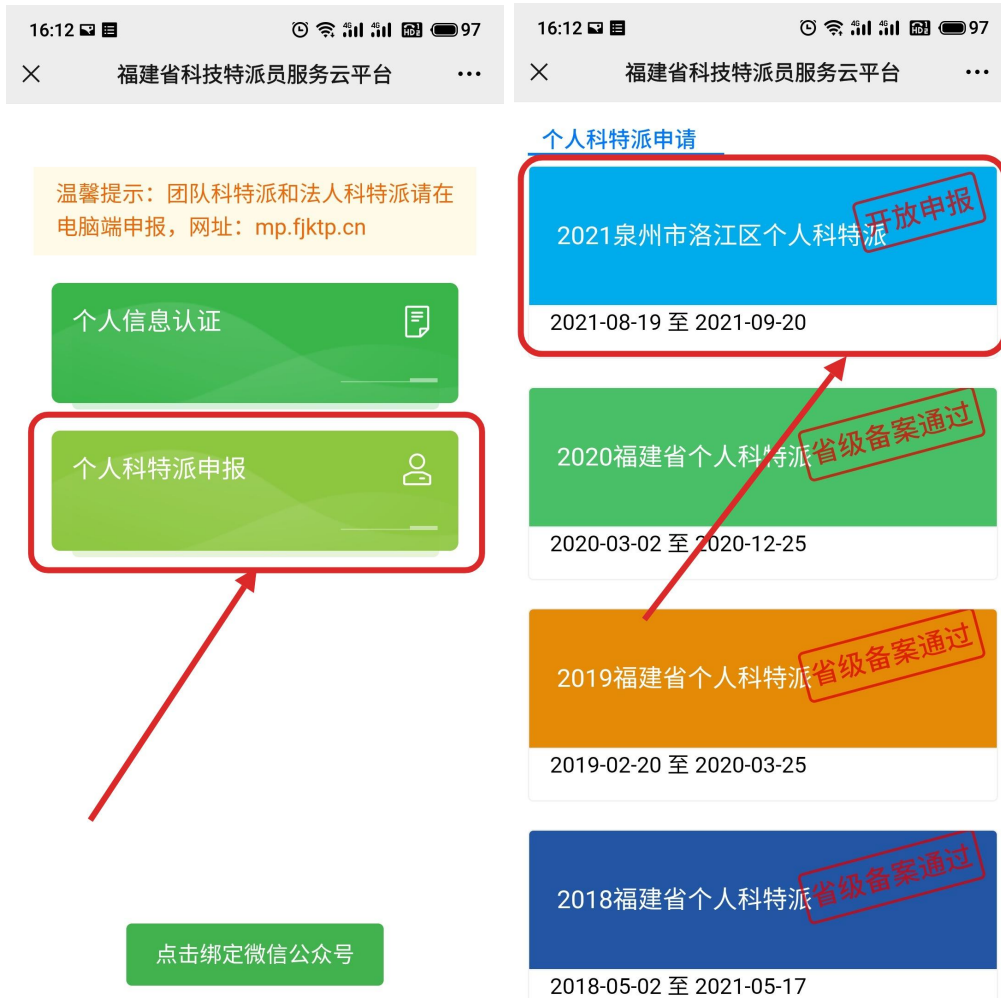 16:12
97
福建省科技特派员服务云平台
温馨提示：团队科特派和法人科特派请在
电脑端申报，网址：mp.fjktp.cn
个人信息认证
个人科特派申报
点击绑定微信公众号
16:12
97
福建省科技特派员服务云平台
个人科特派申请
开放申报
2021泉州市洛江区个人科特派
2021-08-19 至 2021-09-20
省级备案通过
2020福建省个人科特派
2020-03-02 至 2020-12-25
省级备案通过
2019福建省个人科特派
2019-02-20 至 2020-03-25
省级备案通过
2018福建省个人科特派
2018-05-02 至 2021-05-17